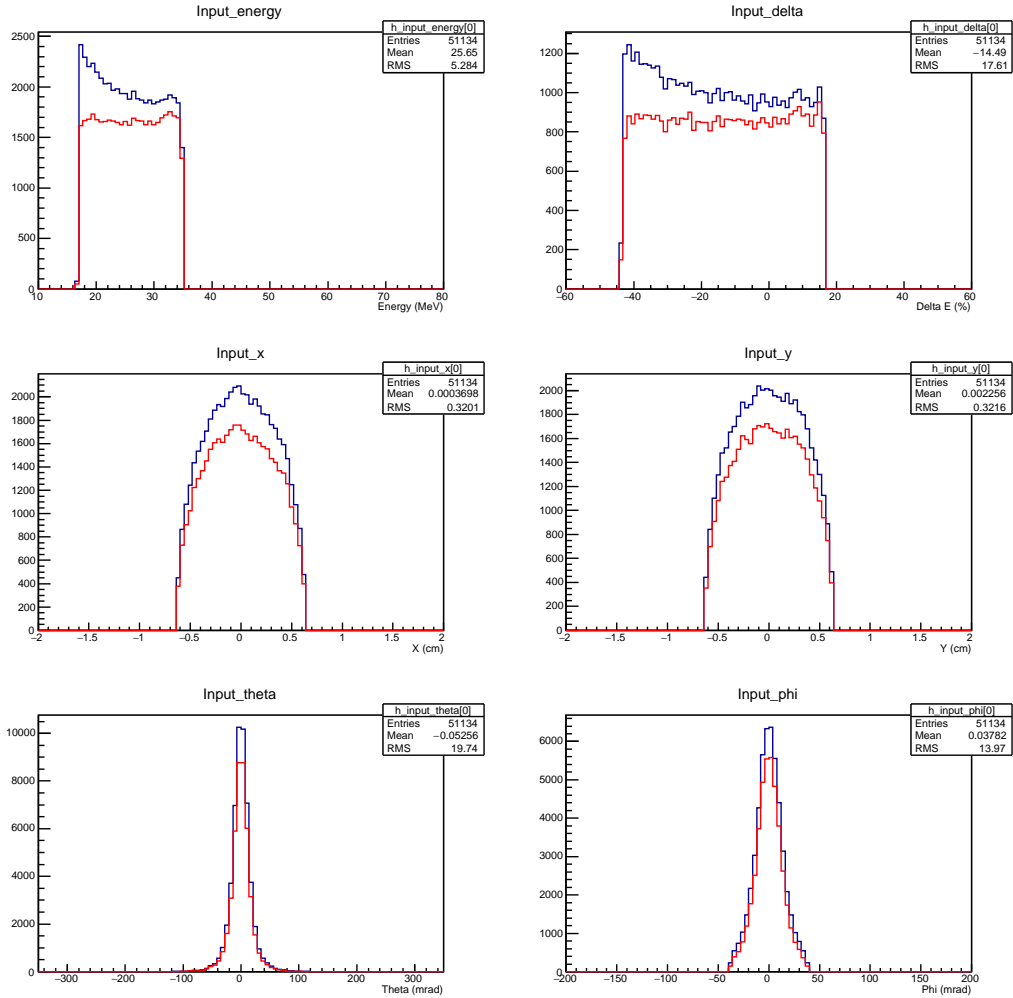 Input_energy
h_input_energy[0]
Entries 51134
Mean 25.65
RMS 5.284
2500
2000
1500
1000
500
0
10 20 30 40 50 60 70 80
Energy (MeV)
Input_delta
h_input_delta[0]
Entries 51134
Mean −14.49
RMS 17.61
1200
1000
800
600
400
200
0
−60 −40 −20 0 20 40 60
Delta E (%)
Input_x
h_input_x[0]
Entries 51134
Mean 0.0003698
RMS 0.3201
2000
1800
1600
1400
1200
1000
800
600
400
200
0
−2 −1.5 −1 −0.5 0 0.5 1 1.5 2
X (cm)
Input_y
h_input_y[0]
Entries 51134
Mean 0.002256
RMS 0.3216
2000
1800
1600
1400
1200
1000
800
600
400
200
0
−2 −1.5 −1 −0.5 0 0.5 1 1.5 2
Y (cm)
Input_theta
h_input_theta[0]
Entries 51134
Mean −0.05256
RMS 19.74
10000
8000
6000
4000
2000
0
−300 −200 −100 0 100 200 300
Theta (mrad)
Input_phi
h_input_phi[0]
Entries 51134
Mean 0.03782
RMS 13.97
6000
5000
4000
3000
2000
1000
0
−200 −150 −100 −50 0 50 100 150 200
Phi (mrad)